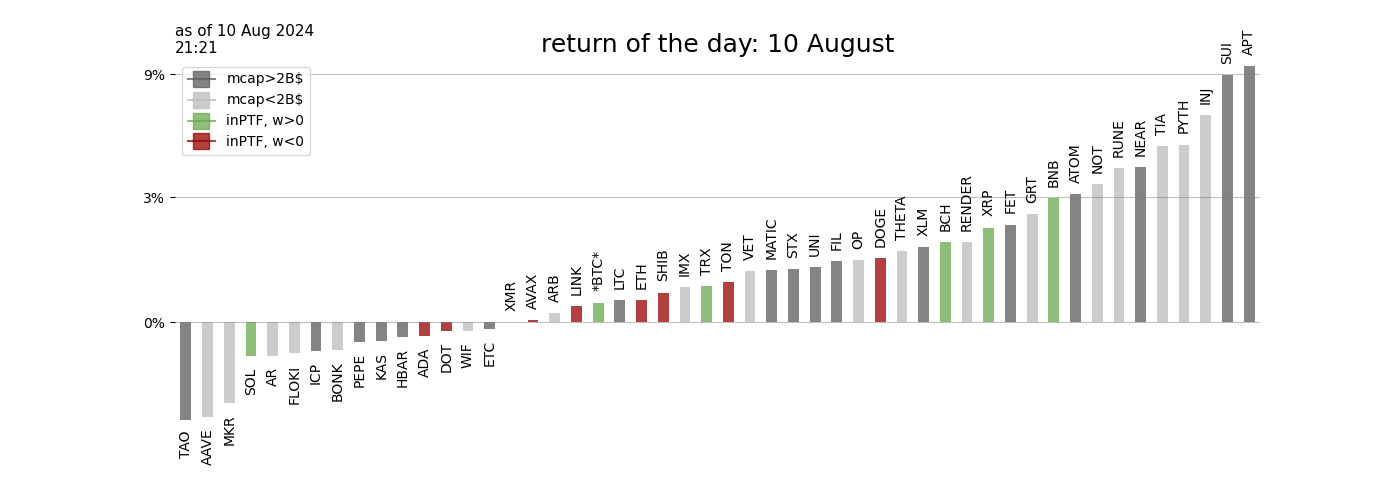 as of 10 Aug 2024
21:21
return of the day: 10 August
mcap>2B$
mcap<2B$
inPTF, w>0
inPTF, w<0
9%
3%
0%
TAO
AAVE
MKR
SOL
AR
FLOKI
ICP
BONK
PEPE
KAS
HBAR
ADA
DOT
WIF
ETC
XMR
AVAX
ARB
LINK
*BTC*
LTC
ETH
SHIB
IMX
TRX
TON
VET
MATIC
STX
UNI
FIL
OP
DOGE
THETA
XLM
BCH
RENDER
XRP
FET
GRT
BNB
ATOM
NOT
RUNE
NEAR
TIA
PYTH
INJ
SUI
APT